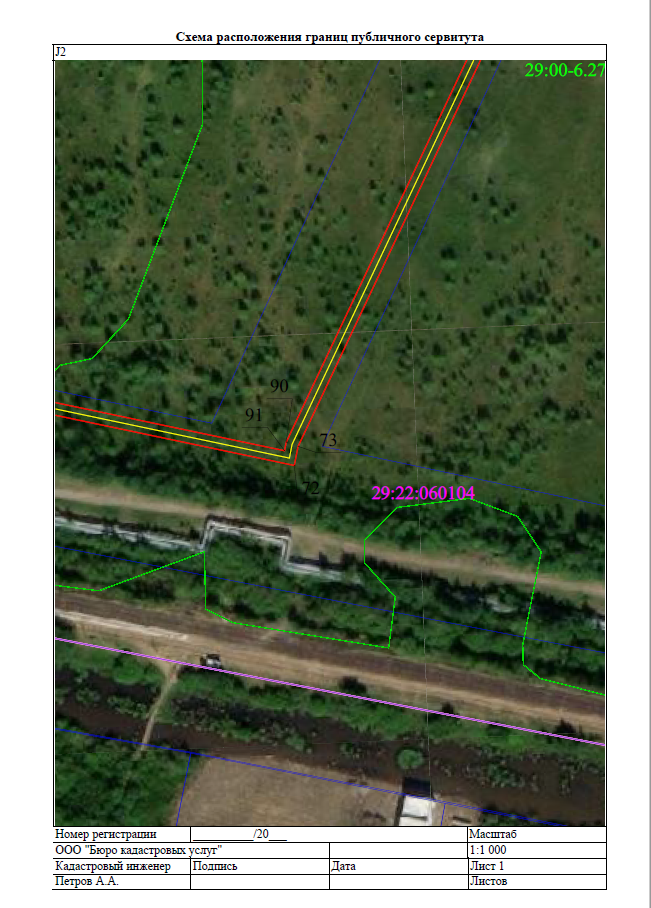 Схема расположения границ публичного сервитута
J2
29:00-6.27
90
91
73
72
29:22:060104
Номер регистрации ___________/20___ Масштаб
ООО "Бюро кадастровых услуг" 1:1 000
Кадастровый инженер Подпись Дата Лист 1
Петров А.А. Листов